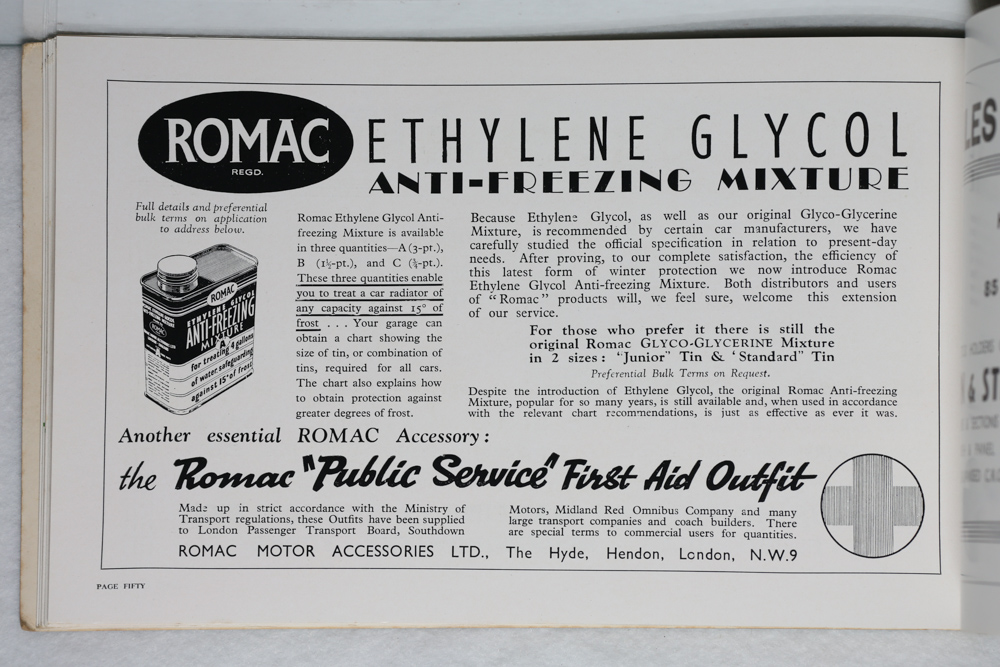 ROMAC
REGD.
ETHYLENE GLYCOL
ANTI-FREEZING MIXTURE
Full details and preferential
bulk terms on application
to address below.
ROMAC
ETHYLENE GLYCOL
ANTI-FREEZING
MIXTURE
A
for treating 4 gallons
of water, safeguarding
against 15° of frost
Romac Ethylene Glycol Anti-
freezing Mixture is available
in three quantities—A (3-pt.),
B (1½-pt.), and C (¾-pt.).
These three quantities enable
you to treat a car radiator of
any capacity against 15° of
frost . . . Your garage can
obtain a chart showing the
size of tin, or combination of
tins, required for all cars.
The chart also explains how
to obtain protection against
greater degrees of frost.
Because Ethylene Glycol, as well as our original Glyco-Glycerine
Mixture, is recommended by certain car manufacturers, we have
carefully studied the official specification in relation to present-day
needs. After proving, to our complete satisfaction, the efficiency of
this latest form of winter protection we now introduce Romac
Ethylene Glycol Anti-freezing Mixture. Both distributors and users
of "Romac" products will, we feel sure, welcome this extension
of our service.
For those who prefer it there is still the
original Romac GLYCO-GLYCERINE Mixture
in 2 sizes: "Junior" Tin & 'Standard" Tin
Preferential Bulk Terms on Request.
Despite the introduction of Ethylene Glycol, the original Romac Anti-freezing
Mixture, popular for so many years, is still available and, when used in accordance
with the relevant chart recommendations, is just as effective as ever it was.
Another essential ROMAC Accessory:
the Romac "Public Service" First Aid Outfit
Made up in strict accordance with the Ministry of
Transport regulations, these Outfits have been supplied
to London Passenger Transport Board, Southdown
Motors, Midland Red Omnibus Company and many
large transport companies and coach builders. There
are special terms to commercial users for quantities.
ROMAC MOTOR ACCESSORIES LTD., The Hyde, Hendon, London, N.W.9
PAGE FIFTY
LES
85
& ST